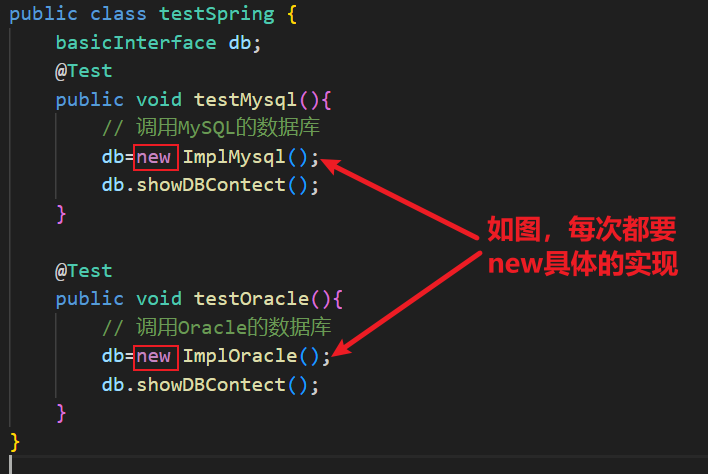 public class testSpring {
basicInterface db;
@Test
public void testMysql(){
// 调用MySQL的数据库
db=new ImplMysql();
db.showDBContect();
}
如图，每次都要
new具体的实现
@Test
public void testOracle(){
// 调用Oracle的数据库
db=new ImplOracle();
db.showDBContect();
}
}